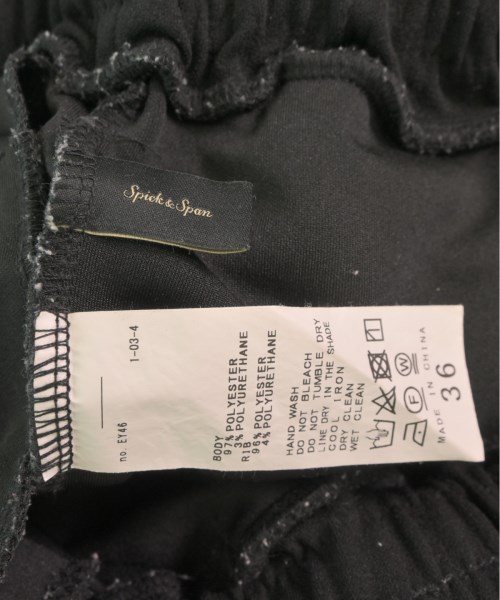 Spick & Span
1-03-4
no. EY46
BODY
97% POLYESTER
3% POLYURETHANE
RIB
96% POLYESTER
4% POLYURETHANE
HAND WASH
DO NOT BLEACH
DO NOT TUMBLE DRY
LINE DRY IN THE SHADE
COOL IRON
DRY CLEAN
WET CLEAN
F W
MADE IN CHINA
36